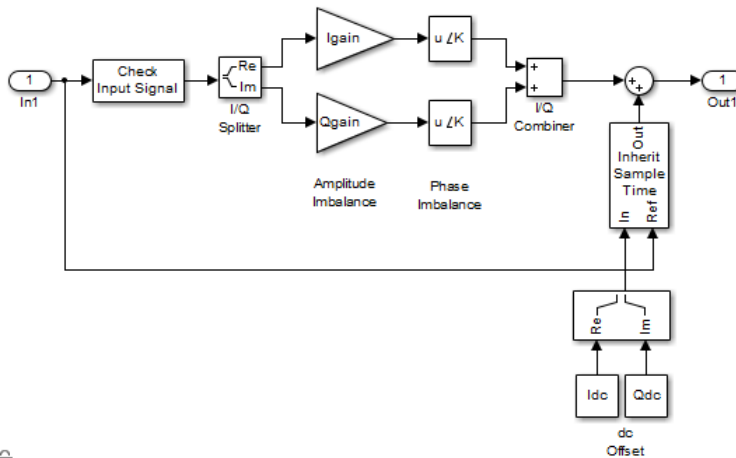 1
In1
Check
Input Signal
Re
Im
I/Q
Splitter
Igain
Qgain
Amplitude
Imbalance
u∠K
u∠K
Phase
Imbalance
+
+
I/Q
Combiner
+
+
1
Out1
Out
Inherit
Sample
Time
In
Ref
Re
Im
Idc
Qdc
dc
Offset